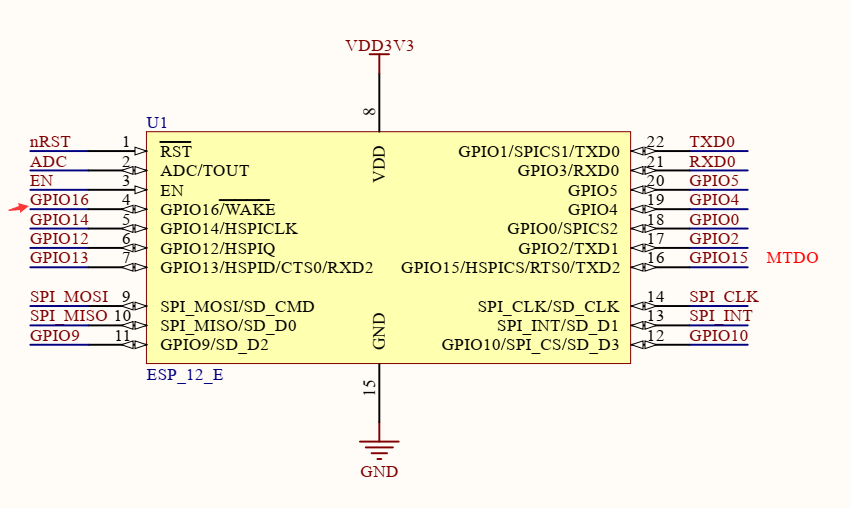 VDD3V3
8
U1
nRST 1 RST VDD GPIO1/SPICS1/TXD0 22 TXD0
ADC 2 ADC/TOUT GPIO3/RXD0 21 RXD0
EN 3 EN GPIO5 20 GPIO5
GPIO16 4 GPIO16/WAKE GPIO4 19 GPIO4
GPIO14 5 GPIO14/HSPICLK GPIO0/SPICS2 18 GPIO0
GPIO12 6 GPIO12/HSPIQ GPIO2/TXD1 17 GPIO2
GPIO13 7 GPIO13/HSPID/CTS0/RXD2 GPIO15/HSPICS/RTS0/TXD2 16 GPIO15 MTDO
SPI_MOSI 9 SPI_MOSI/SD_CMD SPI_CLK/SD_CLK 14 SPI_CLK
SPI_MISO 10 SPI_MISO/SD_D0 GND SPI_INT/SD_D1 13 SPI_INT
GPIO9 11 GPIO9/SD_D2 GPIO10/SPI_CS/SD_D3 12 GPIO10
ESP_12_E
15
GND